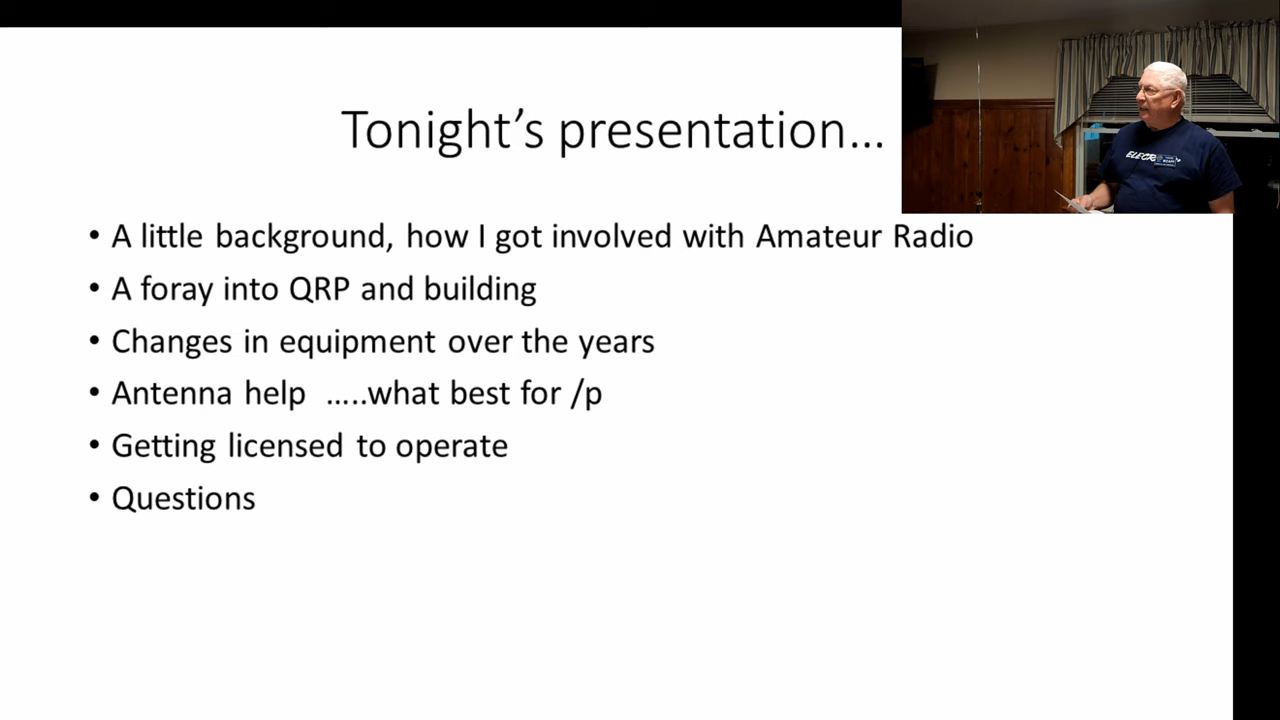 Tonight's presentation...
• A little background, how I got involved with Amateur Radio
• A foray into QRP and building
• Changes in equipment over the years
• Antenna help …..what best for /p
• Getting licensed to operate
• Questions